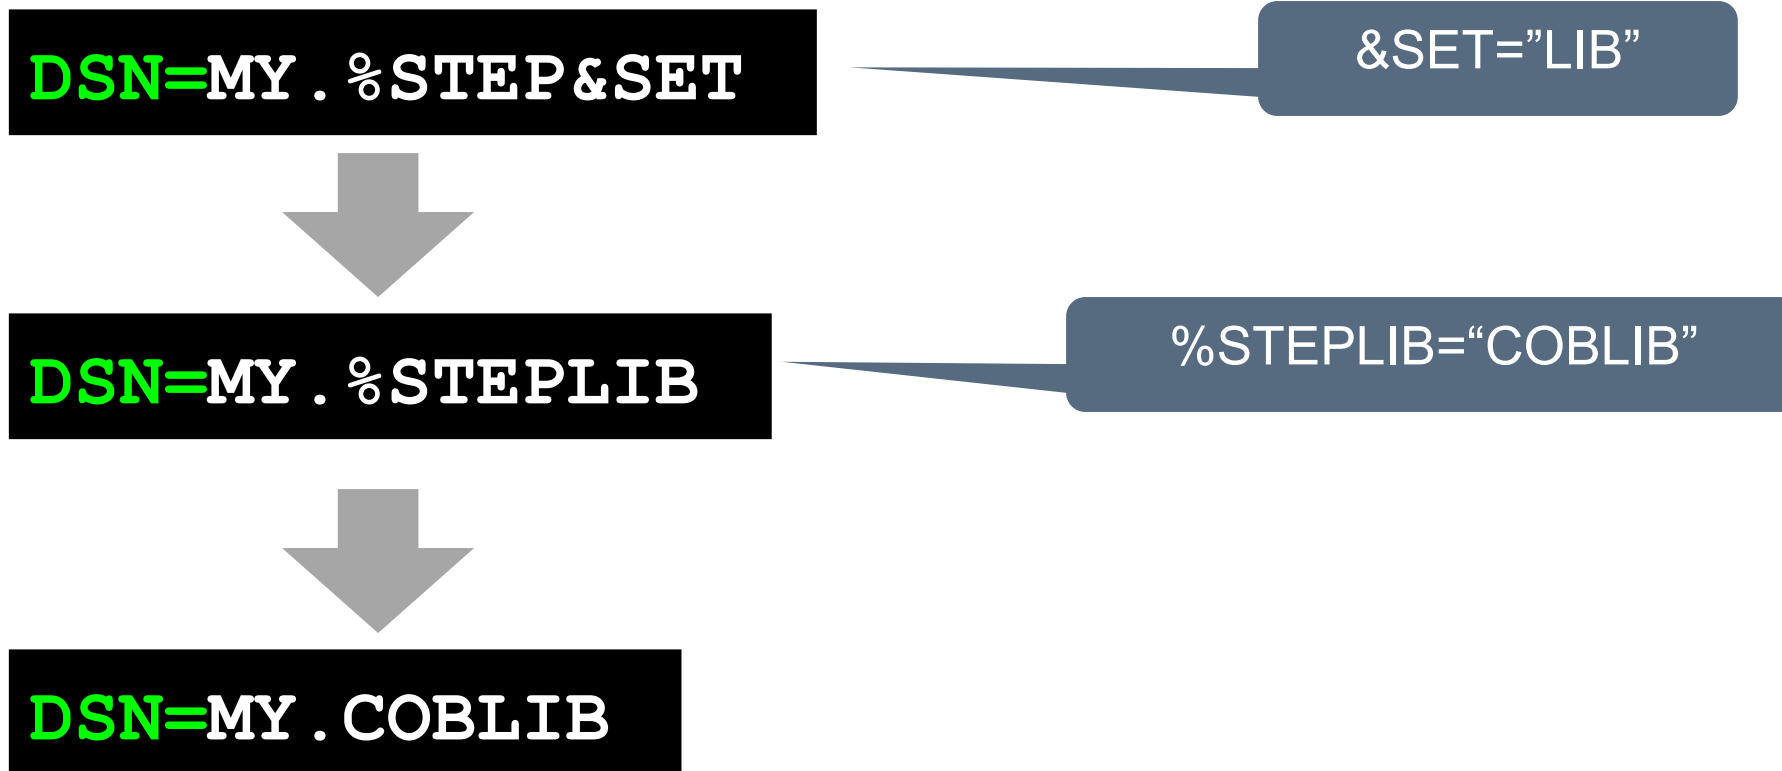 DSN=MY.%STEP&SET
&SET=”LIB”
DSN=MY.%STEPLIB
%STEPLIB=“COBLIB”
DSN=MY.COBLIB